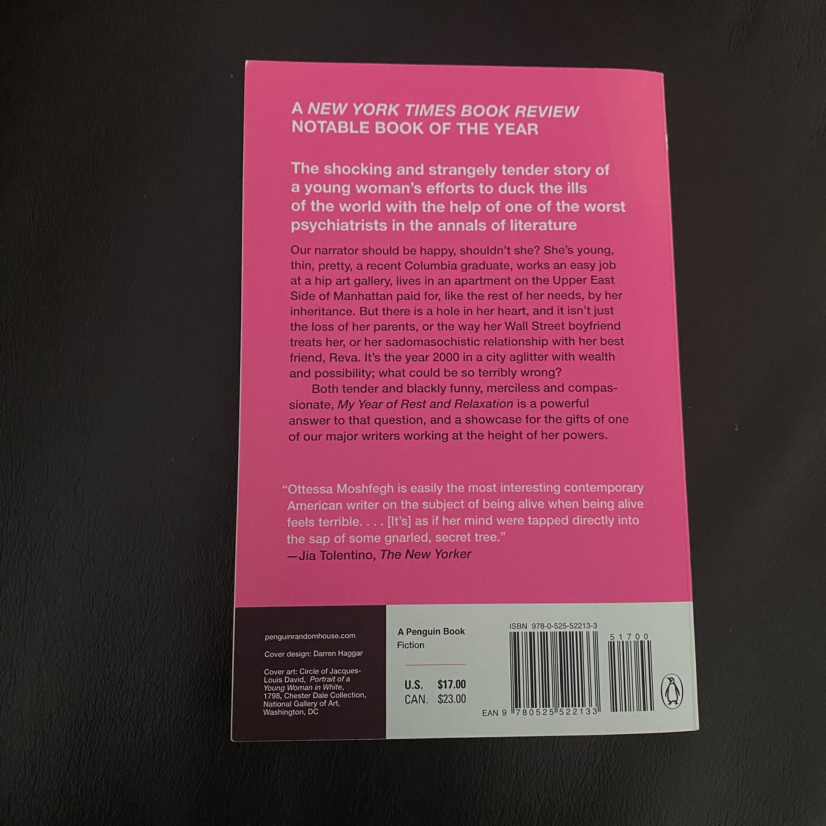 A NEW YORK TIMES BOOK REVIEW
NOTABLE BOOK OF THE YEAR
The shocking and strangely tender story of
a young woman's efforts to duck the ills
of the world with the help of one of the worst
psychiatrists in the annals of literature
Our narrator should be happy, shouldn't she? She's young,
thin, pretty, a recent Columbia graduate, works an easy job
at a hip art gallery, lives in an apartment on the Upper East
Side of Manhattan paid for, like the rest of her needs, by her
inheritance. But there is a hole in her heart, and it isn't just
the loss of her parents, or the way her Wall Street boyfriend
treats her, or her sadomasochistic relationship with her best
friend, Reva. It's the year 2000 in a city aglitter with wealth
and possibility; what could be so terribly wrong?
Both tender and blackly funny, merciless and compas-
sionate, My Year of Rest and Relaxation is a powerful
answer to that question, and a showcase for the gifts of one
of our major writers working at the height of her powers.
"Ottessa Moshfegh is easily the most interesting contemporary
American writer on the subject of being alive when being alive
feels terrible. . . . [It's] as if her mind were tapped directly into
the sap of some gnarled, secret tree."
—Jia Tolentino, The New Yorker
penguinrandomhouse.com
Cover design: Darren Haggar
Cover art: Circle of Jacques-
Louis David, Portrait of a
Young Woman in White,
1798, Chester Dale Collection,
National Gallery of Art,
Washington, DC
A Penguin Book
Fiction
U.S. $17.00
CAN. $23.00
ISBN 978-0-525-52213-3
51700
EAN 9 780525 522133